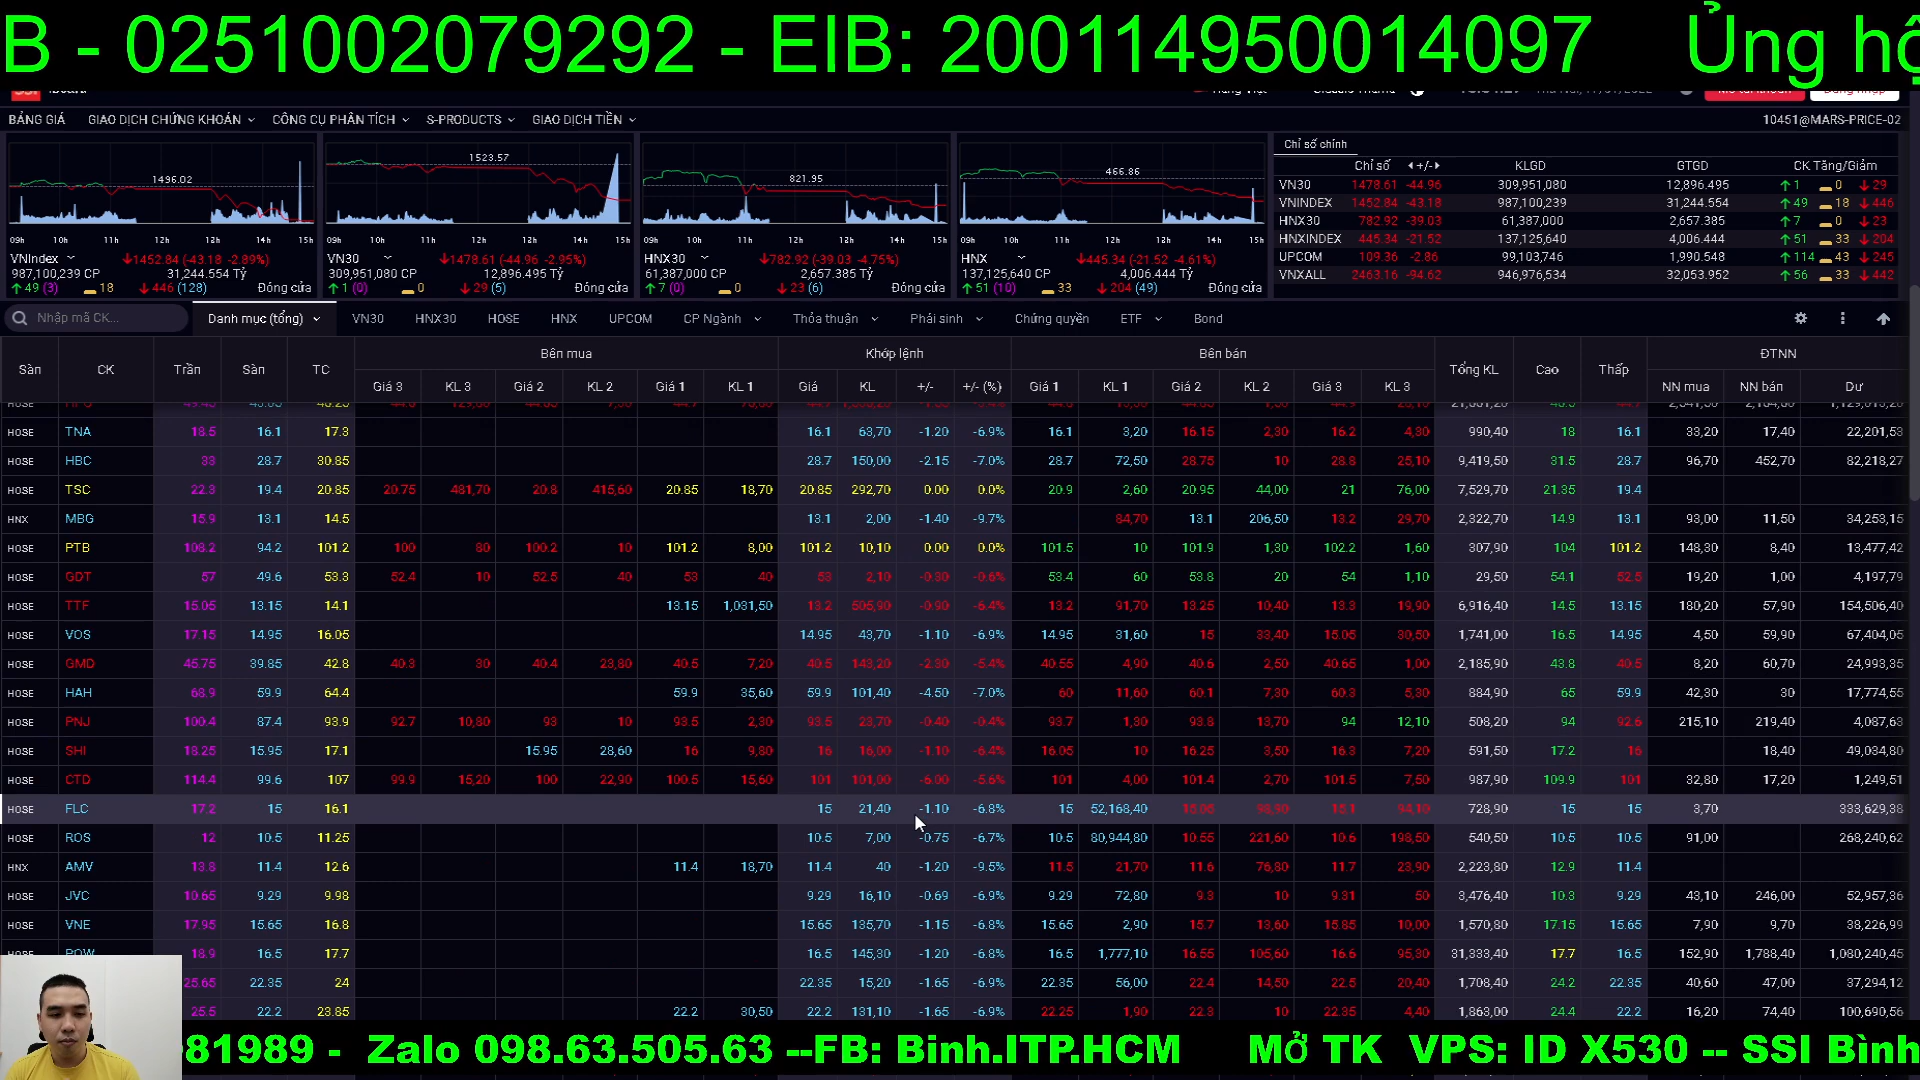 B - 0251002079292 - EIB: 200114950014097 Ủng hộ
BẢNG GIÁ GIAO DỊCH CHỨNG KHOÁN CÔNG CỤ PHÂN TÍCH S-PRODUCTS GIAO DỊCH TIỀN 10451@MARS-PRICE-02
1496.02 1523.57 821.95 466.86
Chỉ số chính
Chỉ số +/- KLGD GTGD CK Tăng/Giảm
VN30 1478.61 -44.96 309,951,080 12,896.495 1 0 29
VNINDEX 1452.84 -43.18 987,100,239 31,244.554 49 18 446
HNX30 782.92 -39.03 61,387,000 2,657.385 7 0 23
HNXINDEX 445.34 -21.52 137,125,640 4,006.444 51 33 204
UPCOM 109.36 -2.86 99,103,746 1,990.548 114 43 245
VNXALL 2463.16 -94.62 946,976,534 32,053.952 56 33 442
09h 10h 11h 12h 13h 14h 15h 09h 10h 11h 12h 13h 14h 15h 09h 10h 11h 12h 13h 14h 15h 09h 10h 11h 12h 13h 14h 15h
VNIndex 1452.84 (-43.18 -2.89%) VN30 1478.61 (-44.96 -2.95%) HNX30 782.92 (-39.03 -4.75%) HNX 445.34 (-21.52 -4.61%)
987,100,239 CP 31,244.554 Tỷ 309,951,080 CP 12,896.495 Tỷ 61,387,000 CP 2,657.385 Tỷ 137,125,640 CP 4,006.444 Tỷ
49 (3) 18 446 (128) Đóng cửa 1 (0) 0 29 (5) Đóng cửa 7 (0) 0 23 (6) Đóng cửa 51 (10) 33 204 (49) Đóng cửa
Nhập mã CK... Danh mục (tổng) VN30 HNX30 HOSE HNX UPCOM CP Ngành Thỏa thuận Phái sinh Chứng quyền ETF Bond
Sàn CK Trần Sàn TC Bên mua Khớp lệnh Bên bán Tổng KL Cao Thấp ĐTNN
Giá 3 KL 3 Giá 2 KL 2 Giá 1 KL 1 Giá KL +/- +/- (%) Giá 1 KL 1 Giá 2 KL 2 Giá 3 KL 3 NN mua NN bán Dư
HOSE TNA 18.5 16.1 17.3 16.1 63,70 -1.20 -6.9% 16.1 3,20 16.15 2,30 16.2 4,30 990,40 18 16.1 33,20 17,40 22,201,53
HOSE HBC 33 28.7 30.85 28.7 150,00 -2.15 -7.0% 28.7 72,50 28.75 10 28.8 25,10 9,419,50 31.5 28.7 96,70 452,70 82,218,27
HOSE TSC 22.3 19.4 20.85 20.75 481,70 20.8 415,60 20.85 18,70 20.85 292,70 0.00 0.0% 20.9 2,60 20.95 44,00 21 76,00 7,529,70 21.35 19.4
HNX MBG 15.9 13.1 14.5 13.1 2,00 -1.40 -9.7% 84,70 13.1 206,50 13.2 29,70 2,322,70 14.9 13.1 93,00 11,50 34,253,15
HOSE PTB 108.2 94.2 101.2 100 80 100.2 10 101.2 8,00 101.2 10,10 0.00 0.0% 101.5 10 101.9 1,30 102.2 1,60 307,90 104 101.2 148,30 8,40 13,477,42
HOSE GDT 57 49.6 53.3 52.4 10 52.5 40 53 40 53 2,10 -0.30 -0.6% 53.4 60 53.8 20 54 1,10 29,50 54.1 52.5 19,20 1,00 4,197,79
HOSE TTF 15.05 13.15 14.1 13.15 1,031,50 13.2 505,90 -0.90 -6.4% 13.2 91,70 13.25 10,40 13.3 19,90 6,916,40 14.5 13.15 180,20 57,90 154,506,40
HOSE VOS 17.15 14.95 16.05 14.95 43,70 -1.10 -6.9% 14.95 31,60 15 33,40 15.05 30,50 1,741,00 16.5 14.95 4,50 59,90 67,404,05
HOSE GMD 45.75 39.85 42.8 40.3 30 40.4 23,80 40.5 7,20 40.5 143,20 -2.30 -5.4% 40.55 4,90 40.6 2,50 40.65 1,00 2,185,90 43.8 40.5 8,20 60,70 24,993,35
HOSE HAH 68.9 59.9 64.4 59.9 35,60 59.9 101,40 -4.50 -7.0% 60 11,60 60.1 7,30 60.3 5,30 884,90 65 59.9 42,30 30 17,774,55
HOSE PNJ 100.4 87.4 93.9 92.7 10,80 93 10 93.5 2,30 93.5 23,70 -0.40 -0.4% 93.7 1,30 93.8 13,70 94 12,10 508,20 94 92.6 215,10 219,40 4,087,63
HOSE SHI 18.25 15.95 17.1 15.95 28,60 16 9,80 16 16,00 -1.10 -6.4% 16.05 10 16.25 3,50 16.3 7,20 591,50 17.2 16 18,40 49,034,80
HOSE CTD 114.4 99.6 107 99.9 15,20 100 22,90 100.5 15,60 101 101,00 -6.00 -5.6% 101 4,00 101.4 2,70 101.5 7,50 987,90 109.9 101 32,80 17,20 1,249,51
HOSE FLC 17.2 15 16.1 15 21,40 -1.10 -6.8% 15 52,168,40 15.05 98,90 15.1 94,10 728,90 15 15 3,70 333,629,38
HOSE ROS 12 10.5 11.25 10.5 7,00 -0.75 -6.7% 10.5 80,944,80 10.55 221,60 10.6 198,50 540,50 10.5 10.5 91,00 268,240,62
HNX AMV 13.8 11.4 12.6 11.4 18,70 11.4 40 -1.20 -9.5% 11.5 21,70 11.6 76,80 11.7 23,90 2,223,80 12.9 11.4
HOSE JVC 10.65 9.29 9.98 9.29 16,10 -0.69 -6.9% 9.29 72,80 9.3 10 9.31 50 3,476,40 10.3 9.29 43,10 246,00 52,957,36
HOSE VNE 17.95 15.65 16.8 15.65 135,70 -1.15 -6.8% 15.65 2,90 15.7 13,60 15.85 10,00 1,570,80 17.15 15.65 7,90 9,70 38,226,99
POW 18.9 16.5 17.7 16.5 145,30 -1.20 -6.8% 16.5 1,777,10 16.55 105,60 16.6 95,30 31,333,40 17.7 16.5 152,90 1,788,40 1,080,240,45
25.65 22.35 24 22.35 15,20 -1.65 -6.9% 22.35 56,00 22.4 14,50 22.5 20,40 1,708,40 24.2 22.35 40,60 47,00 37,294,12
25.5 22.2 23.85 22.2 30,50 22.2 131,10 -1.65 -6.9% 22.25 1,90 22.3 10 22.35 4,40 1,863,00 24.4 22.2 16,20 74,40 100,690,56
981989 - Zalo 098.63.505.63 --FB: Binh.ITP.HCM Mở TK VPS: ID X530 -- SSI Bình